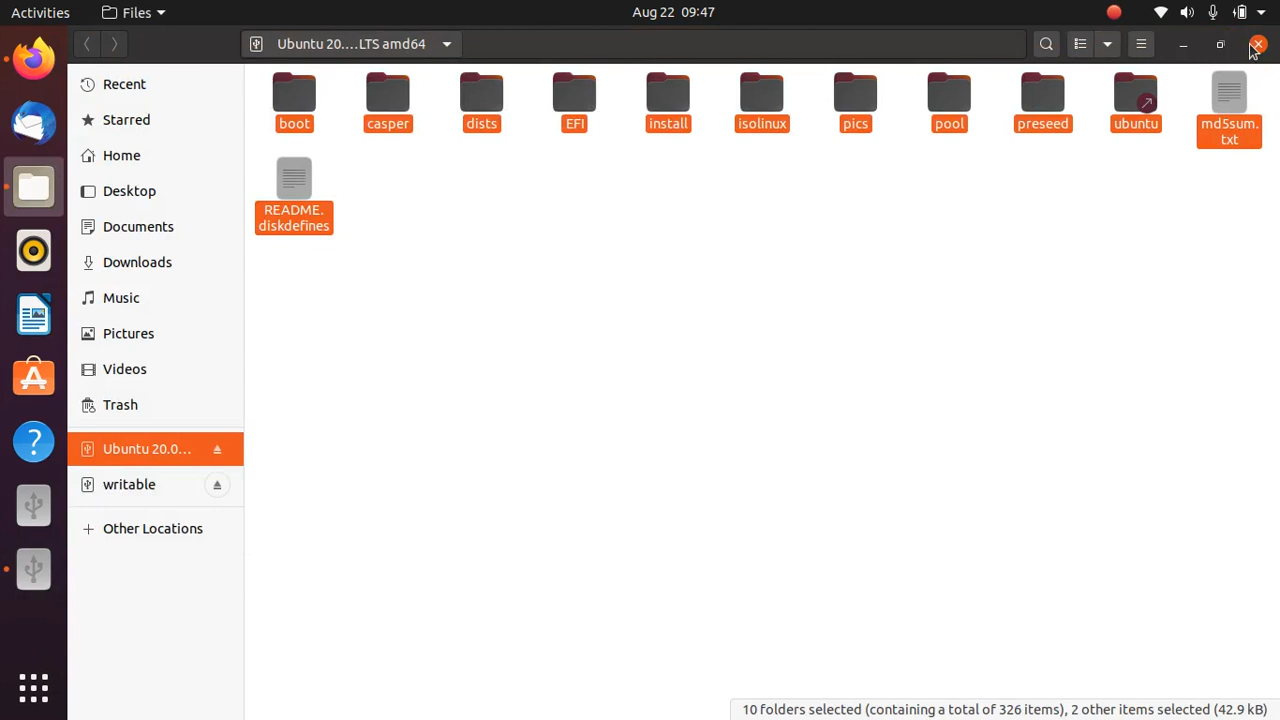 Activities
Files
Aug 22 09:47
Ubuntu 20....LTS amd64
Recent
Starred
Home
Desktop
Documents
Downloads
Music
Pictures
Videos
Trash
Ubuntu 20.0...
writable
Other Locations
boot
casper
dists
EFI
install
isolinux
pics
pool
preseed
ubuntu
md5sum.
txt
README.
diskdefines
10 folders selected (containing a total of 326 items), 2 other items selected (42.9 kB)